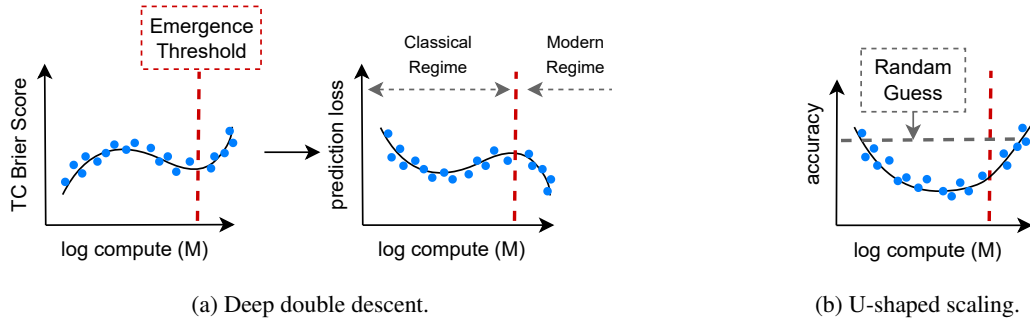 Emergence
Threshold
TC Brier Score
log compute (M)
Classical
Regime
Modern
Regime
prediction loss
log compute (M)
(a) Deep double descent.
Randam
Guess
accuracy
log compute (M)
(b) U-shaped scaling.